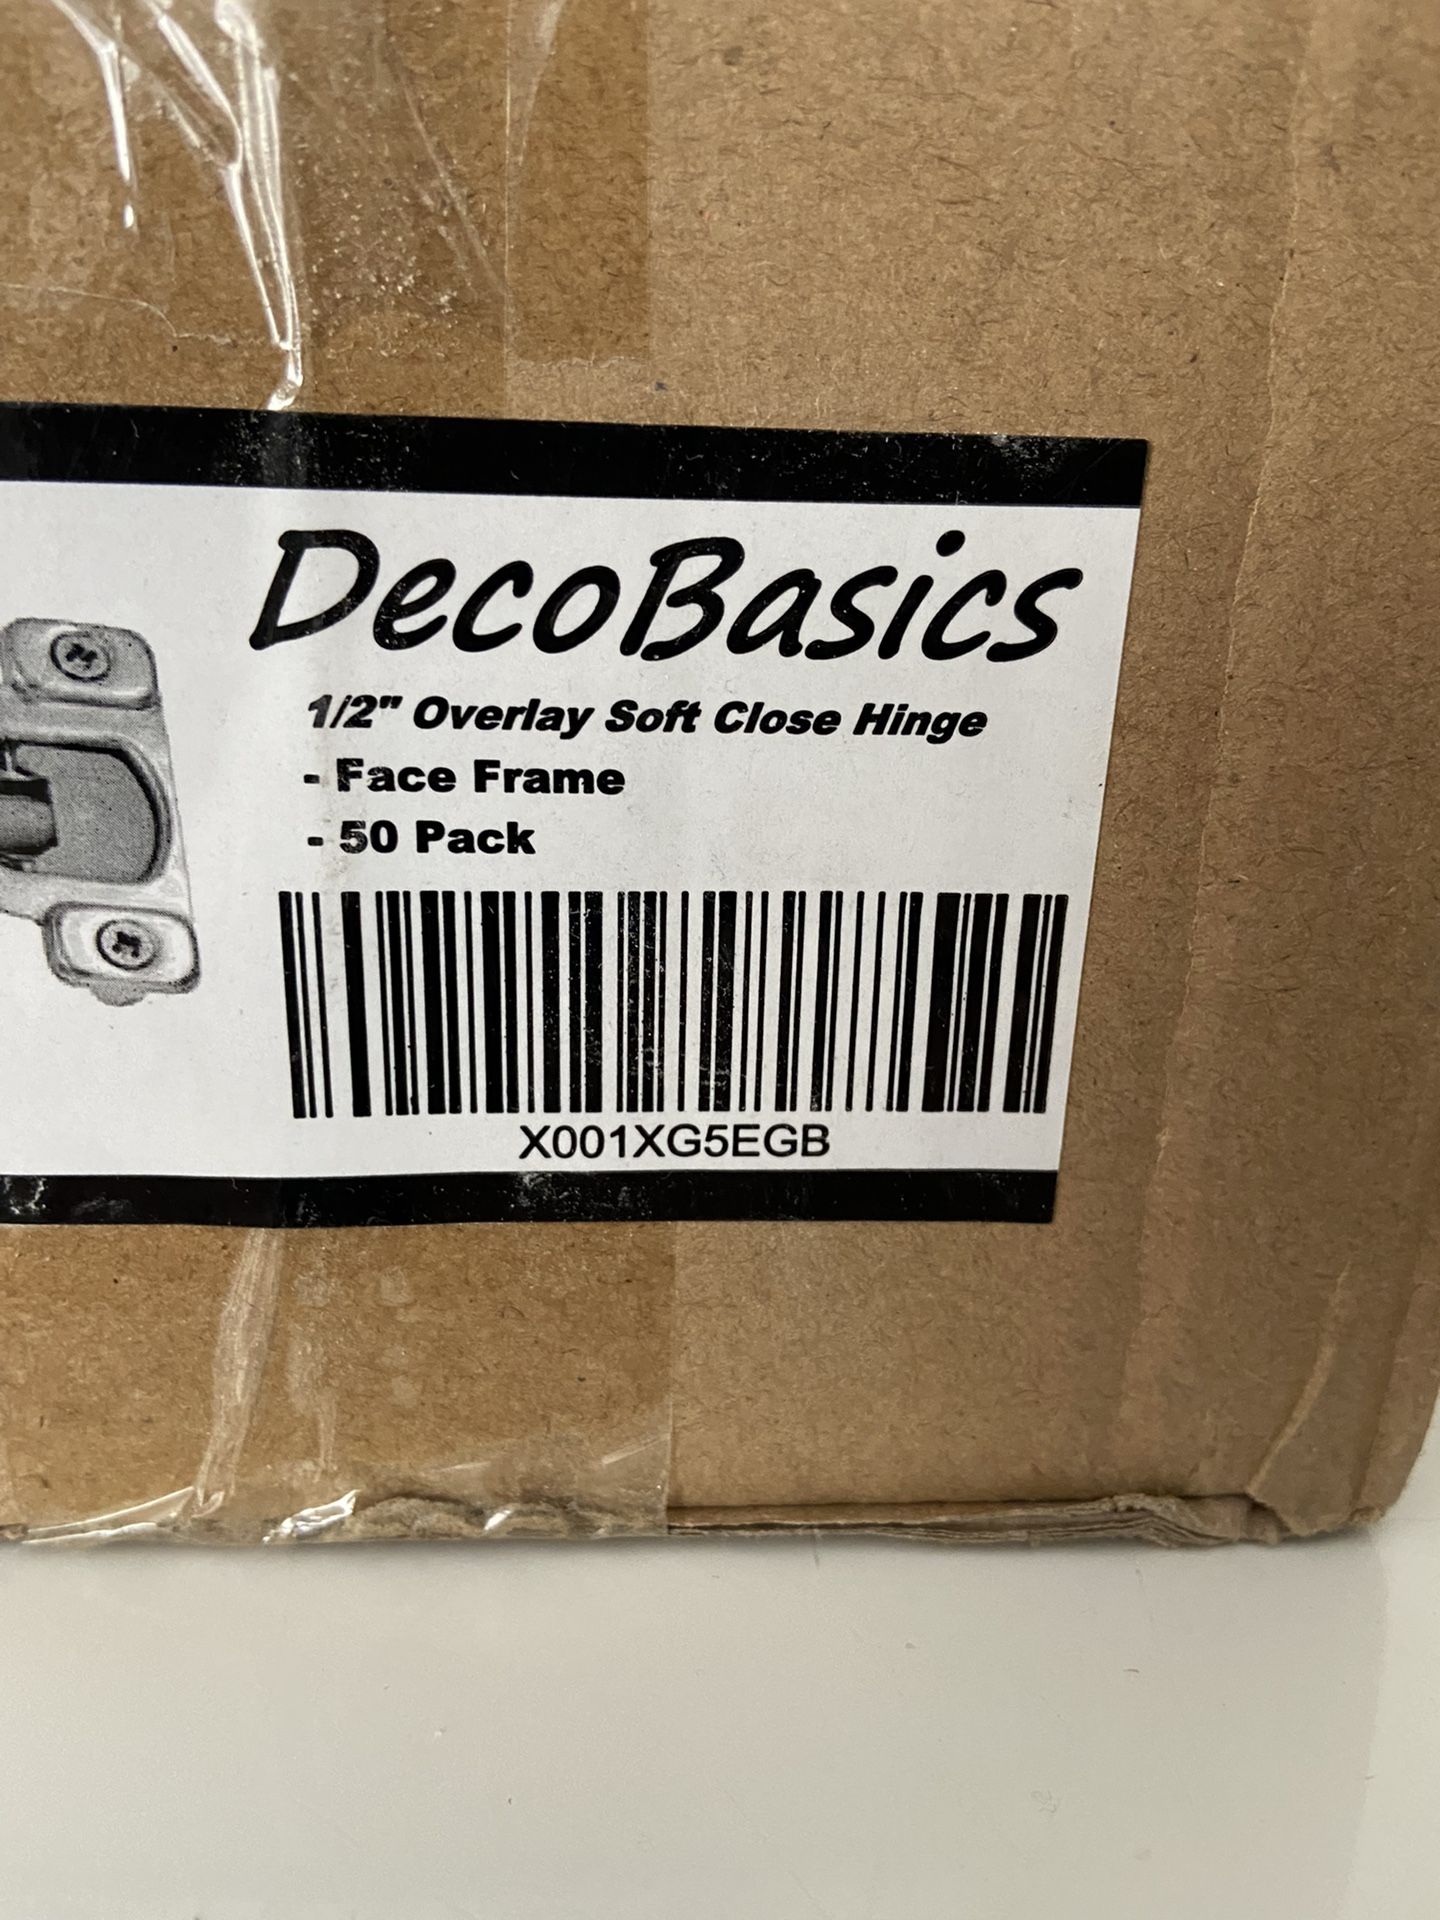 DecoBasics
1/2" Overlay Soft Close Hinge
- Face Frame
- 50 Pack
X001XG5EGB